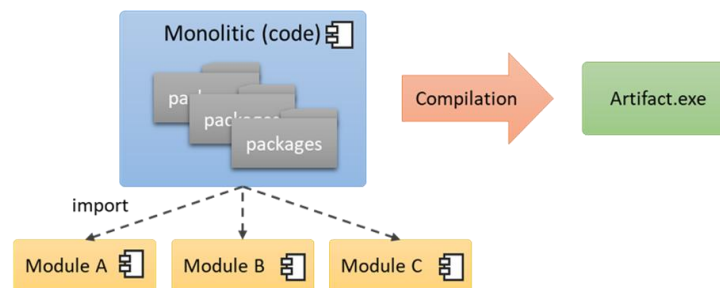 Monolitic (code)
packages
import
Compilation
Artifact.exe
Module A
Module B
Module C